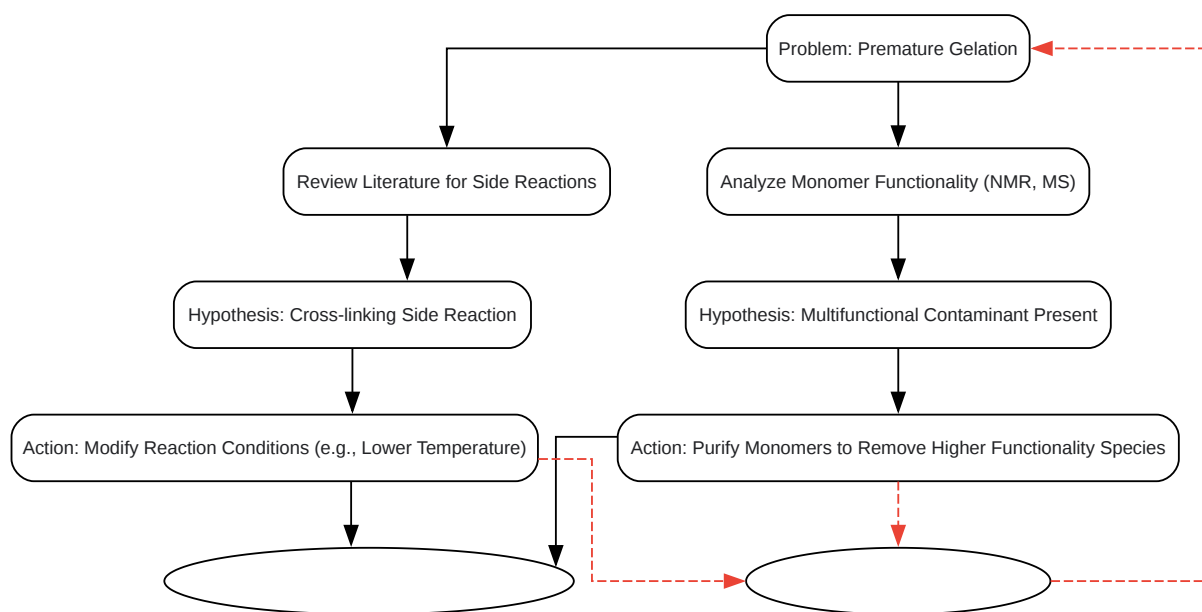 Problem: Premature Gelation
Review Literature for Side Reactions
Analyze Monomer Functionality (NMR, MS)
Hypothesis: Cross-linking Side Reaction
Hypothesis: Multifunctional Contaminant Present
Action: Modify Reaction Conditions (e.g., Lower Temperature)
Action: Purify Monomers to Remove Higher Functionality Species